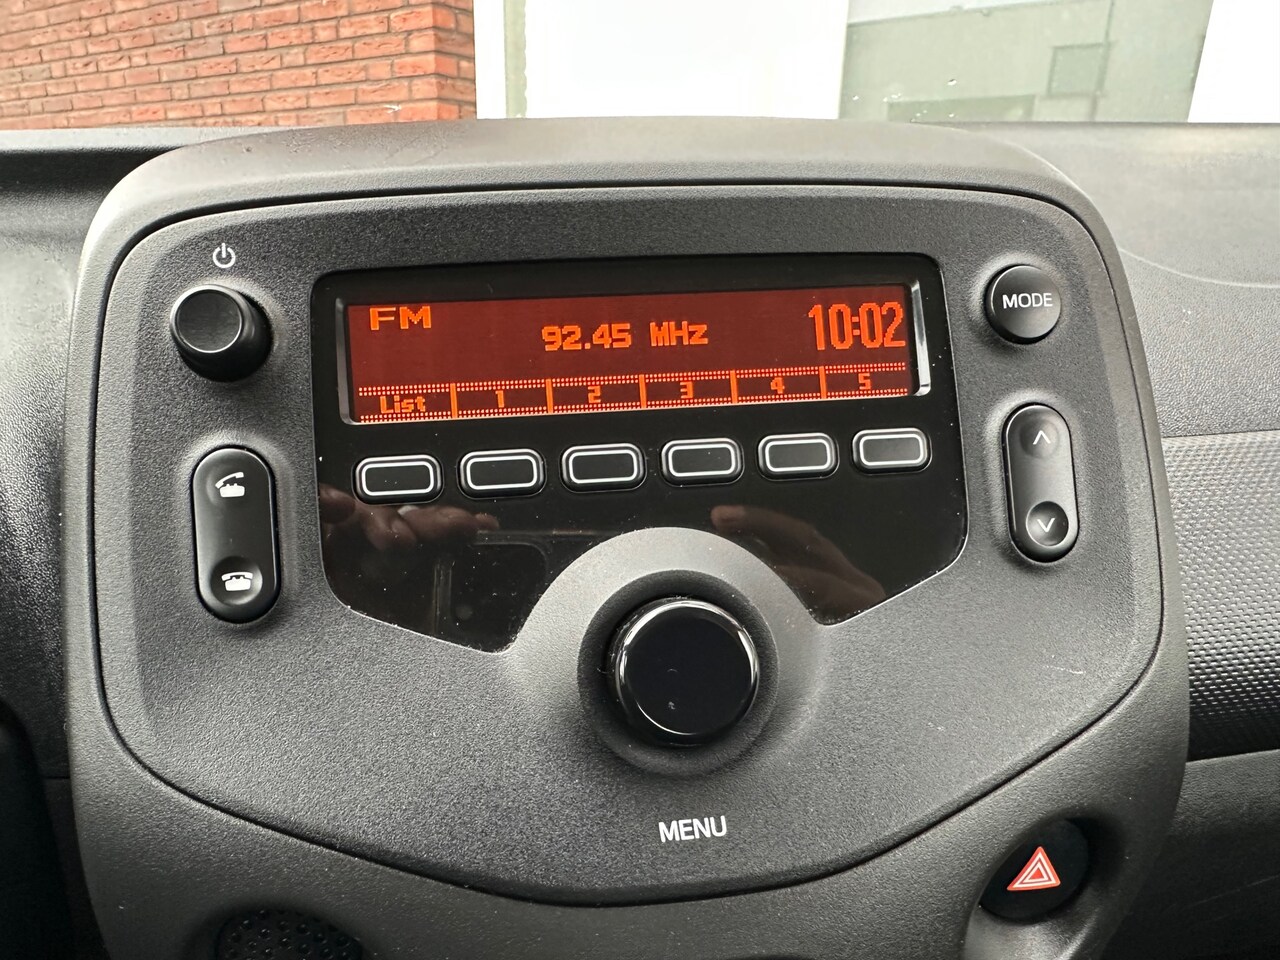 FM
92.45 MHz
10:02
List 1 2 3 4 5
MODE
MENU